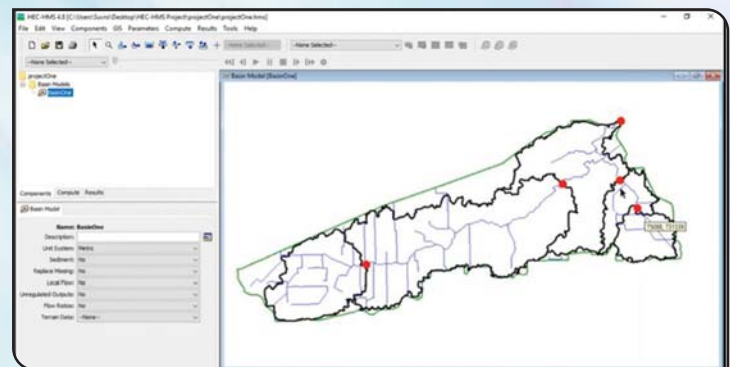 HEC-HMS 4.8 [C:\Users\Suvro\Desktop\HEC-HMS Project\projectOne\projectOne.hms]
File Edit View Components GIS Parameters Compute Results Tools Help
--None Selected-- --None Selected--
--None Selected--
projectOne
Basin Models
BasinOne
Components Compute Results
Basin Model
Name: BasinOne
Description:
Unit System: Metric
Sediment: No
Replace Missing: No
Local Flow: No
Unregulated Outputs: No
Flow Ratios: No
Terrain Data: --None--
Basin Model [BasinOne]